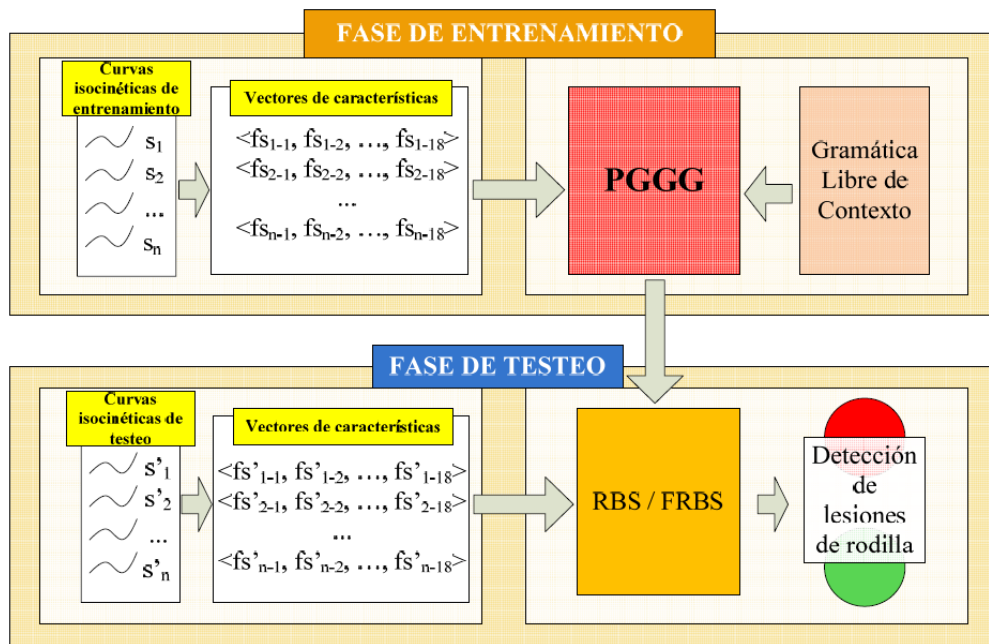 FASE DE ENTRENAMIENTO
Curvas
isocinéticas de
entrenamiento
s1
s2
...
sn
Vectores de características
<fs1-1, fs1-2, ..., fs1-18>
<fs2-1, fs2-2, ..., fs2-18>
...
<fsn-1, fsn-2, ..., fsn-18>
PGGG
Gramática
Libre de
Contexto
FASE DE TESTEO
Curvas
isocinéticas de
testeo
s'1
s'2
...
s'n
Vectores de características
<fs'1-1, fs'1-2, ..., fs'1-18>
<fs'2-1, fs'2-2, ..., fs'2-18>
...
<fs'n-1, fs'n-2, ..., fs'n-18>
RBS / FRBS
Detección
de
lesiones
de rodilla